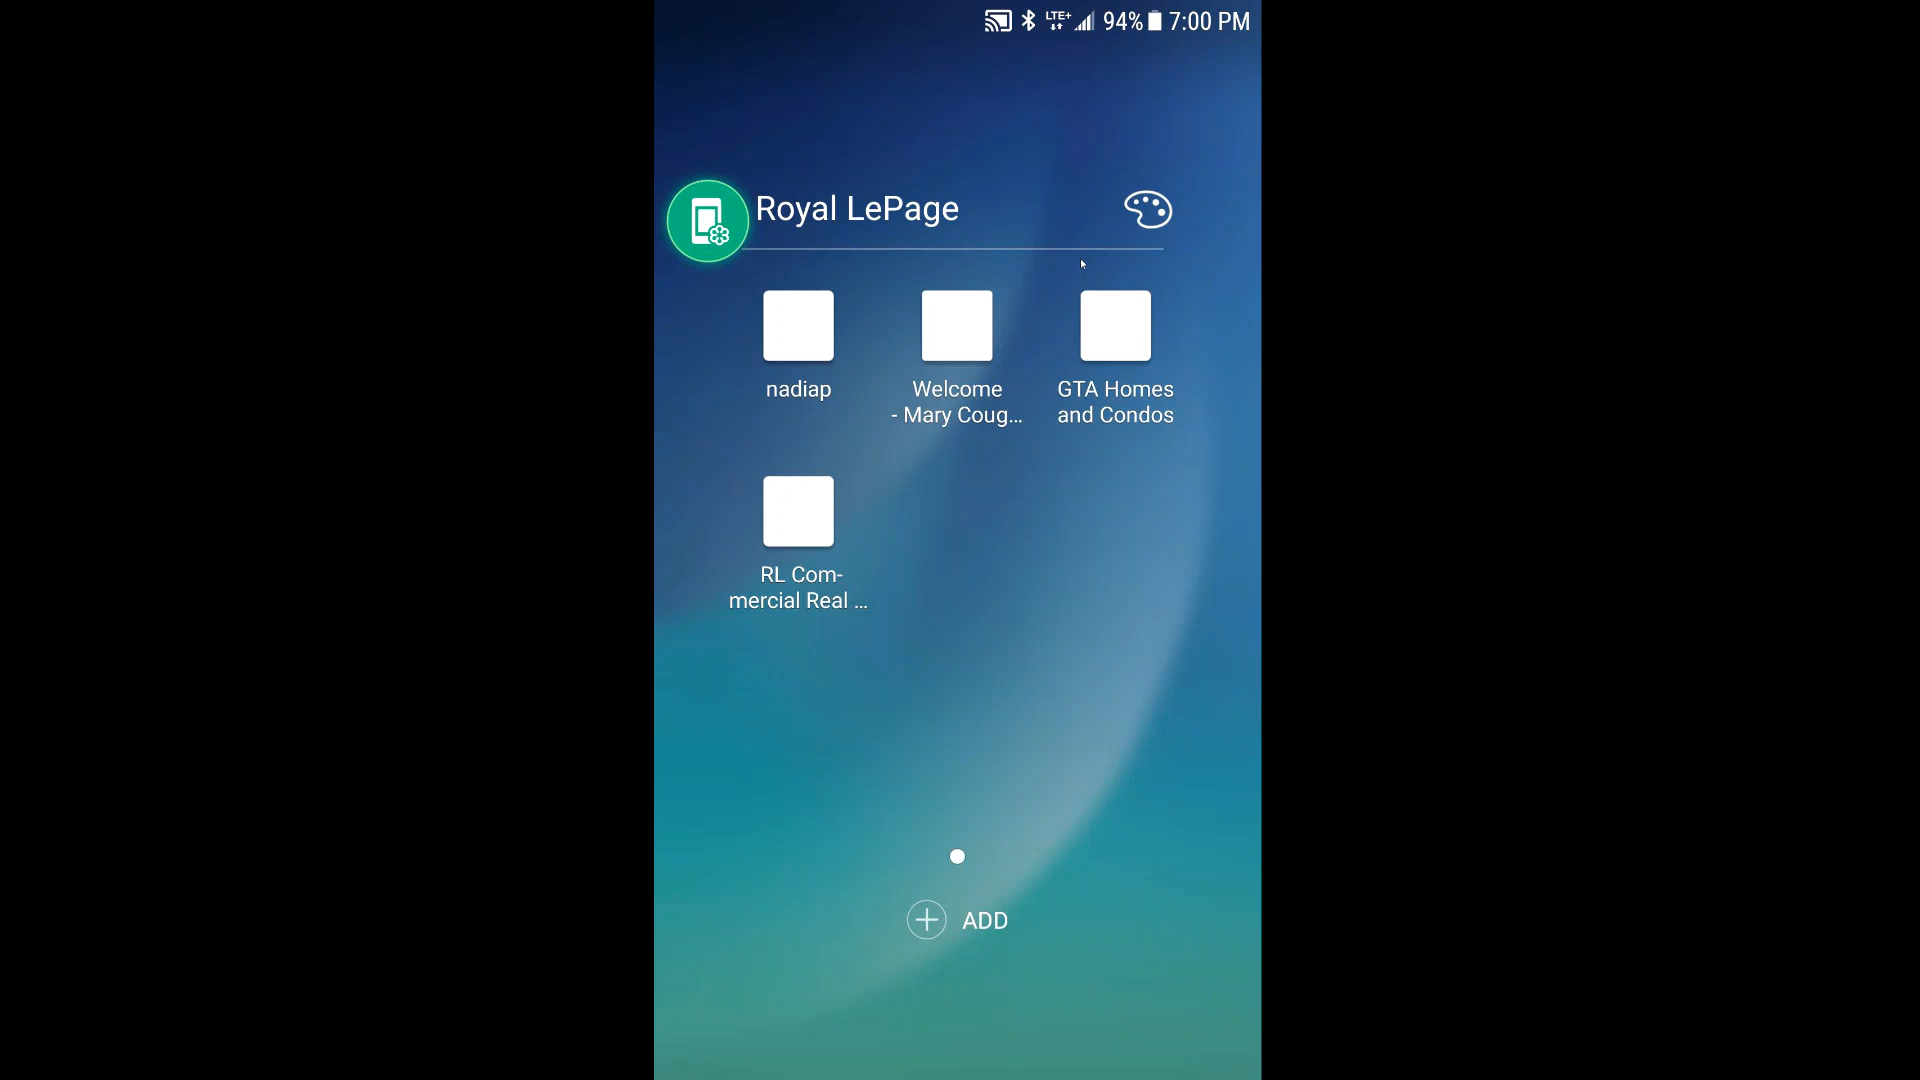 LTE+ 94% 7:00 PM
Royal LePage
nadiap
Welcome
- Mary Coug...
GTA Homes
and Condos
RL Com-
mercial Real ...
ADD